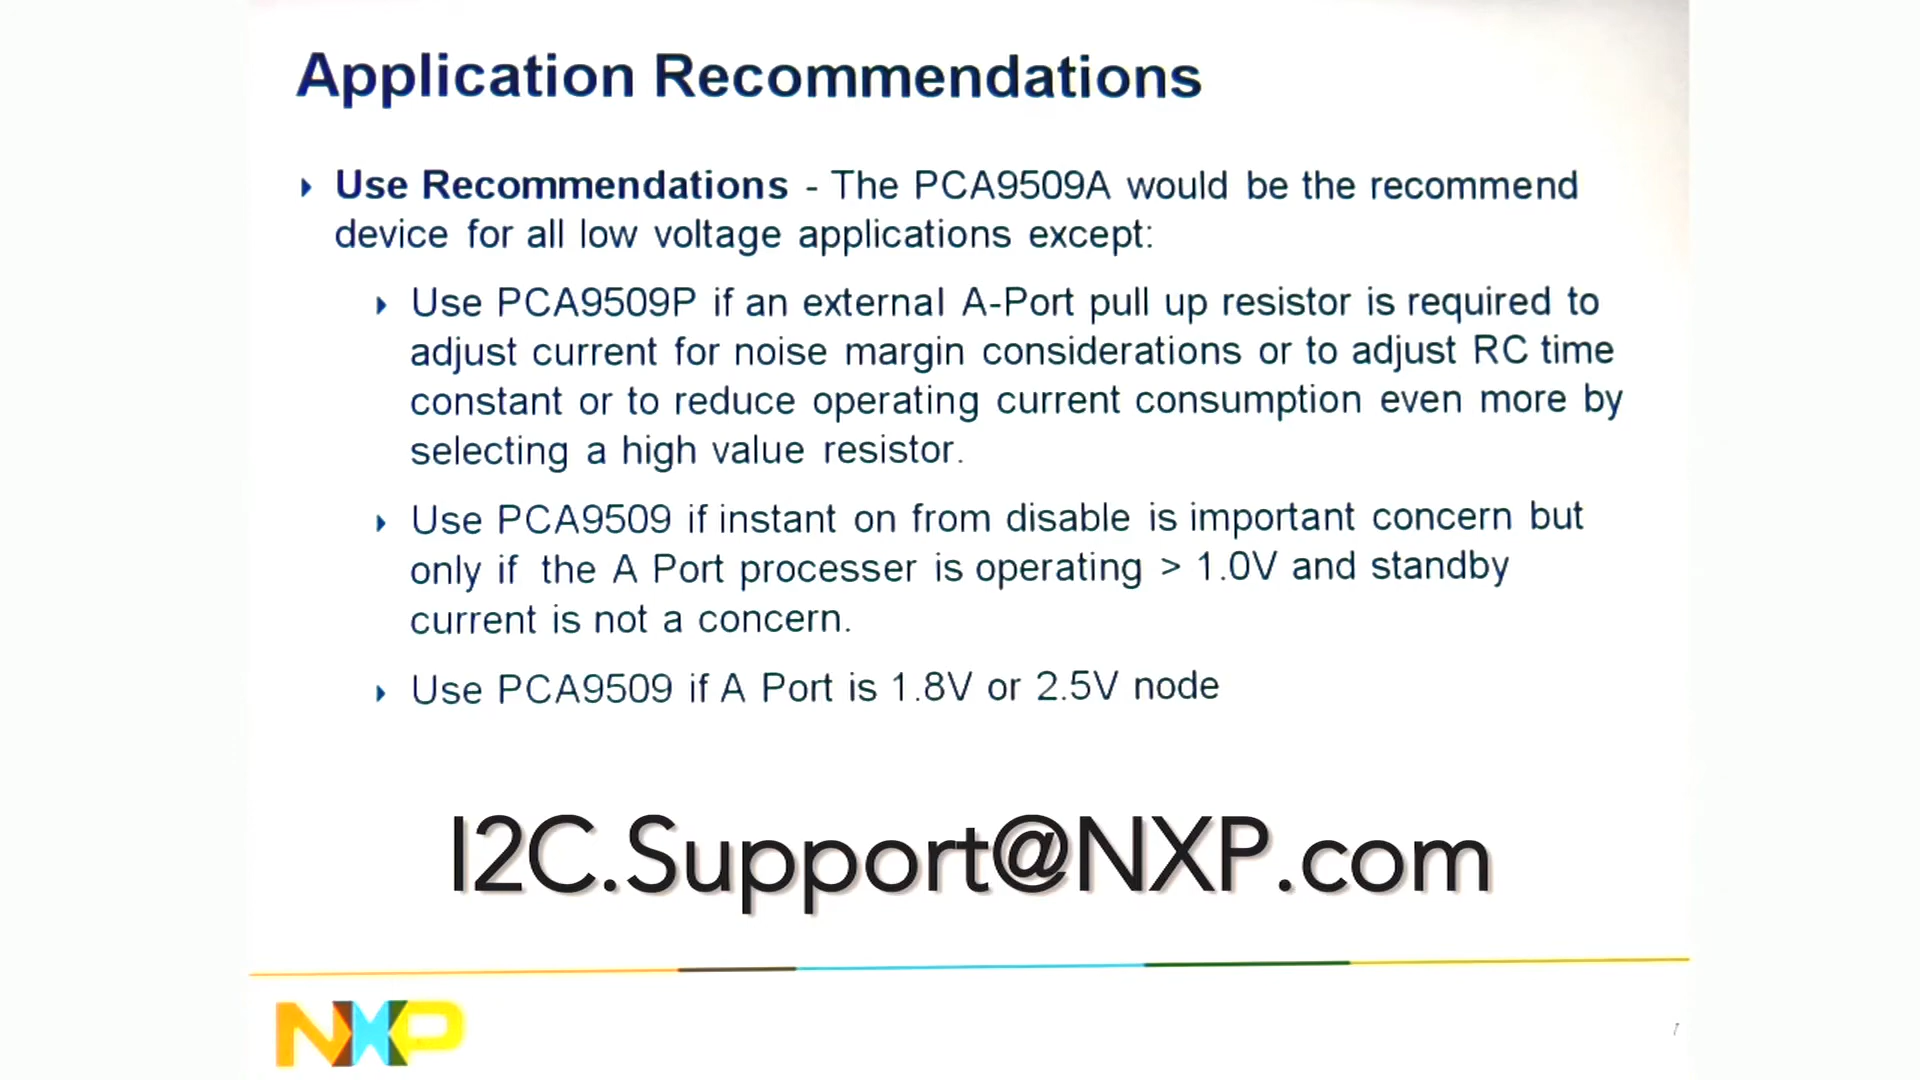 Application Recommendations
Use Recommendations - The PCA9509A would be the recommend
device for all low voltage applications except:
Use PCA9509P if an external A-Port pull up resistor is required to
adjust current for noise margin considerations or to adjust RC time
constant or to reduce operating current consumption even more by
selecting a high value resistor.
Use PCA9509 if instant on from disable is important concern but
only if the A Port processer is operating > 1.0V and standby
current is not a concern.
Use PCA9509 if A Port is 1.8V or 2.5V node
I2C.Support@NXP.com
NXP